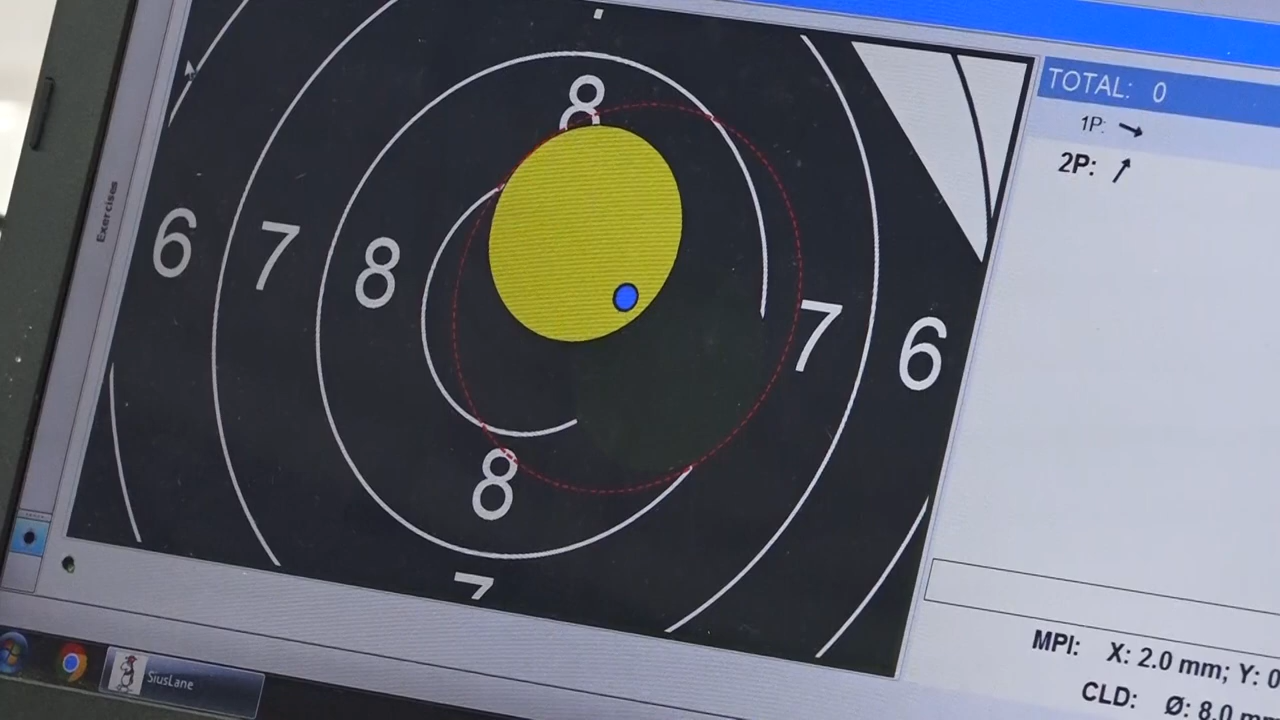 TOTAL: 0
1P:
2P:
8
6 7 8 7 6
8
7
Exercises
MPI: X: 2.0 mm; Y: 0
CLD: Ø: 8.0 mm
SiusLane